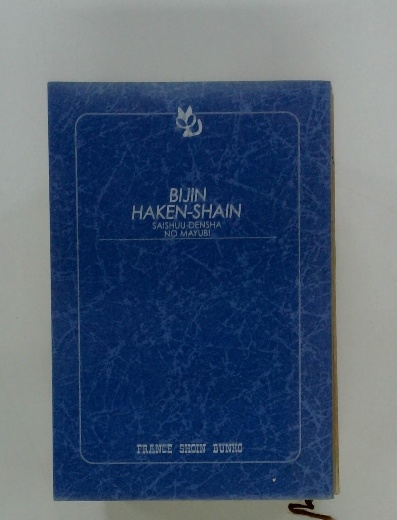 BIJIN
HAKEN-SHAIN
SAISHUU-DENSHA
NO MAYUBI
FRANCE SHOIN BUNKO